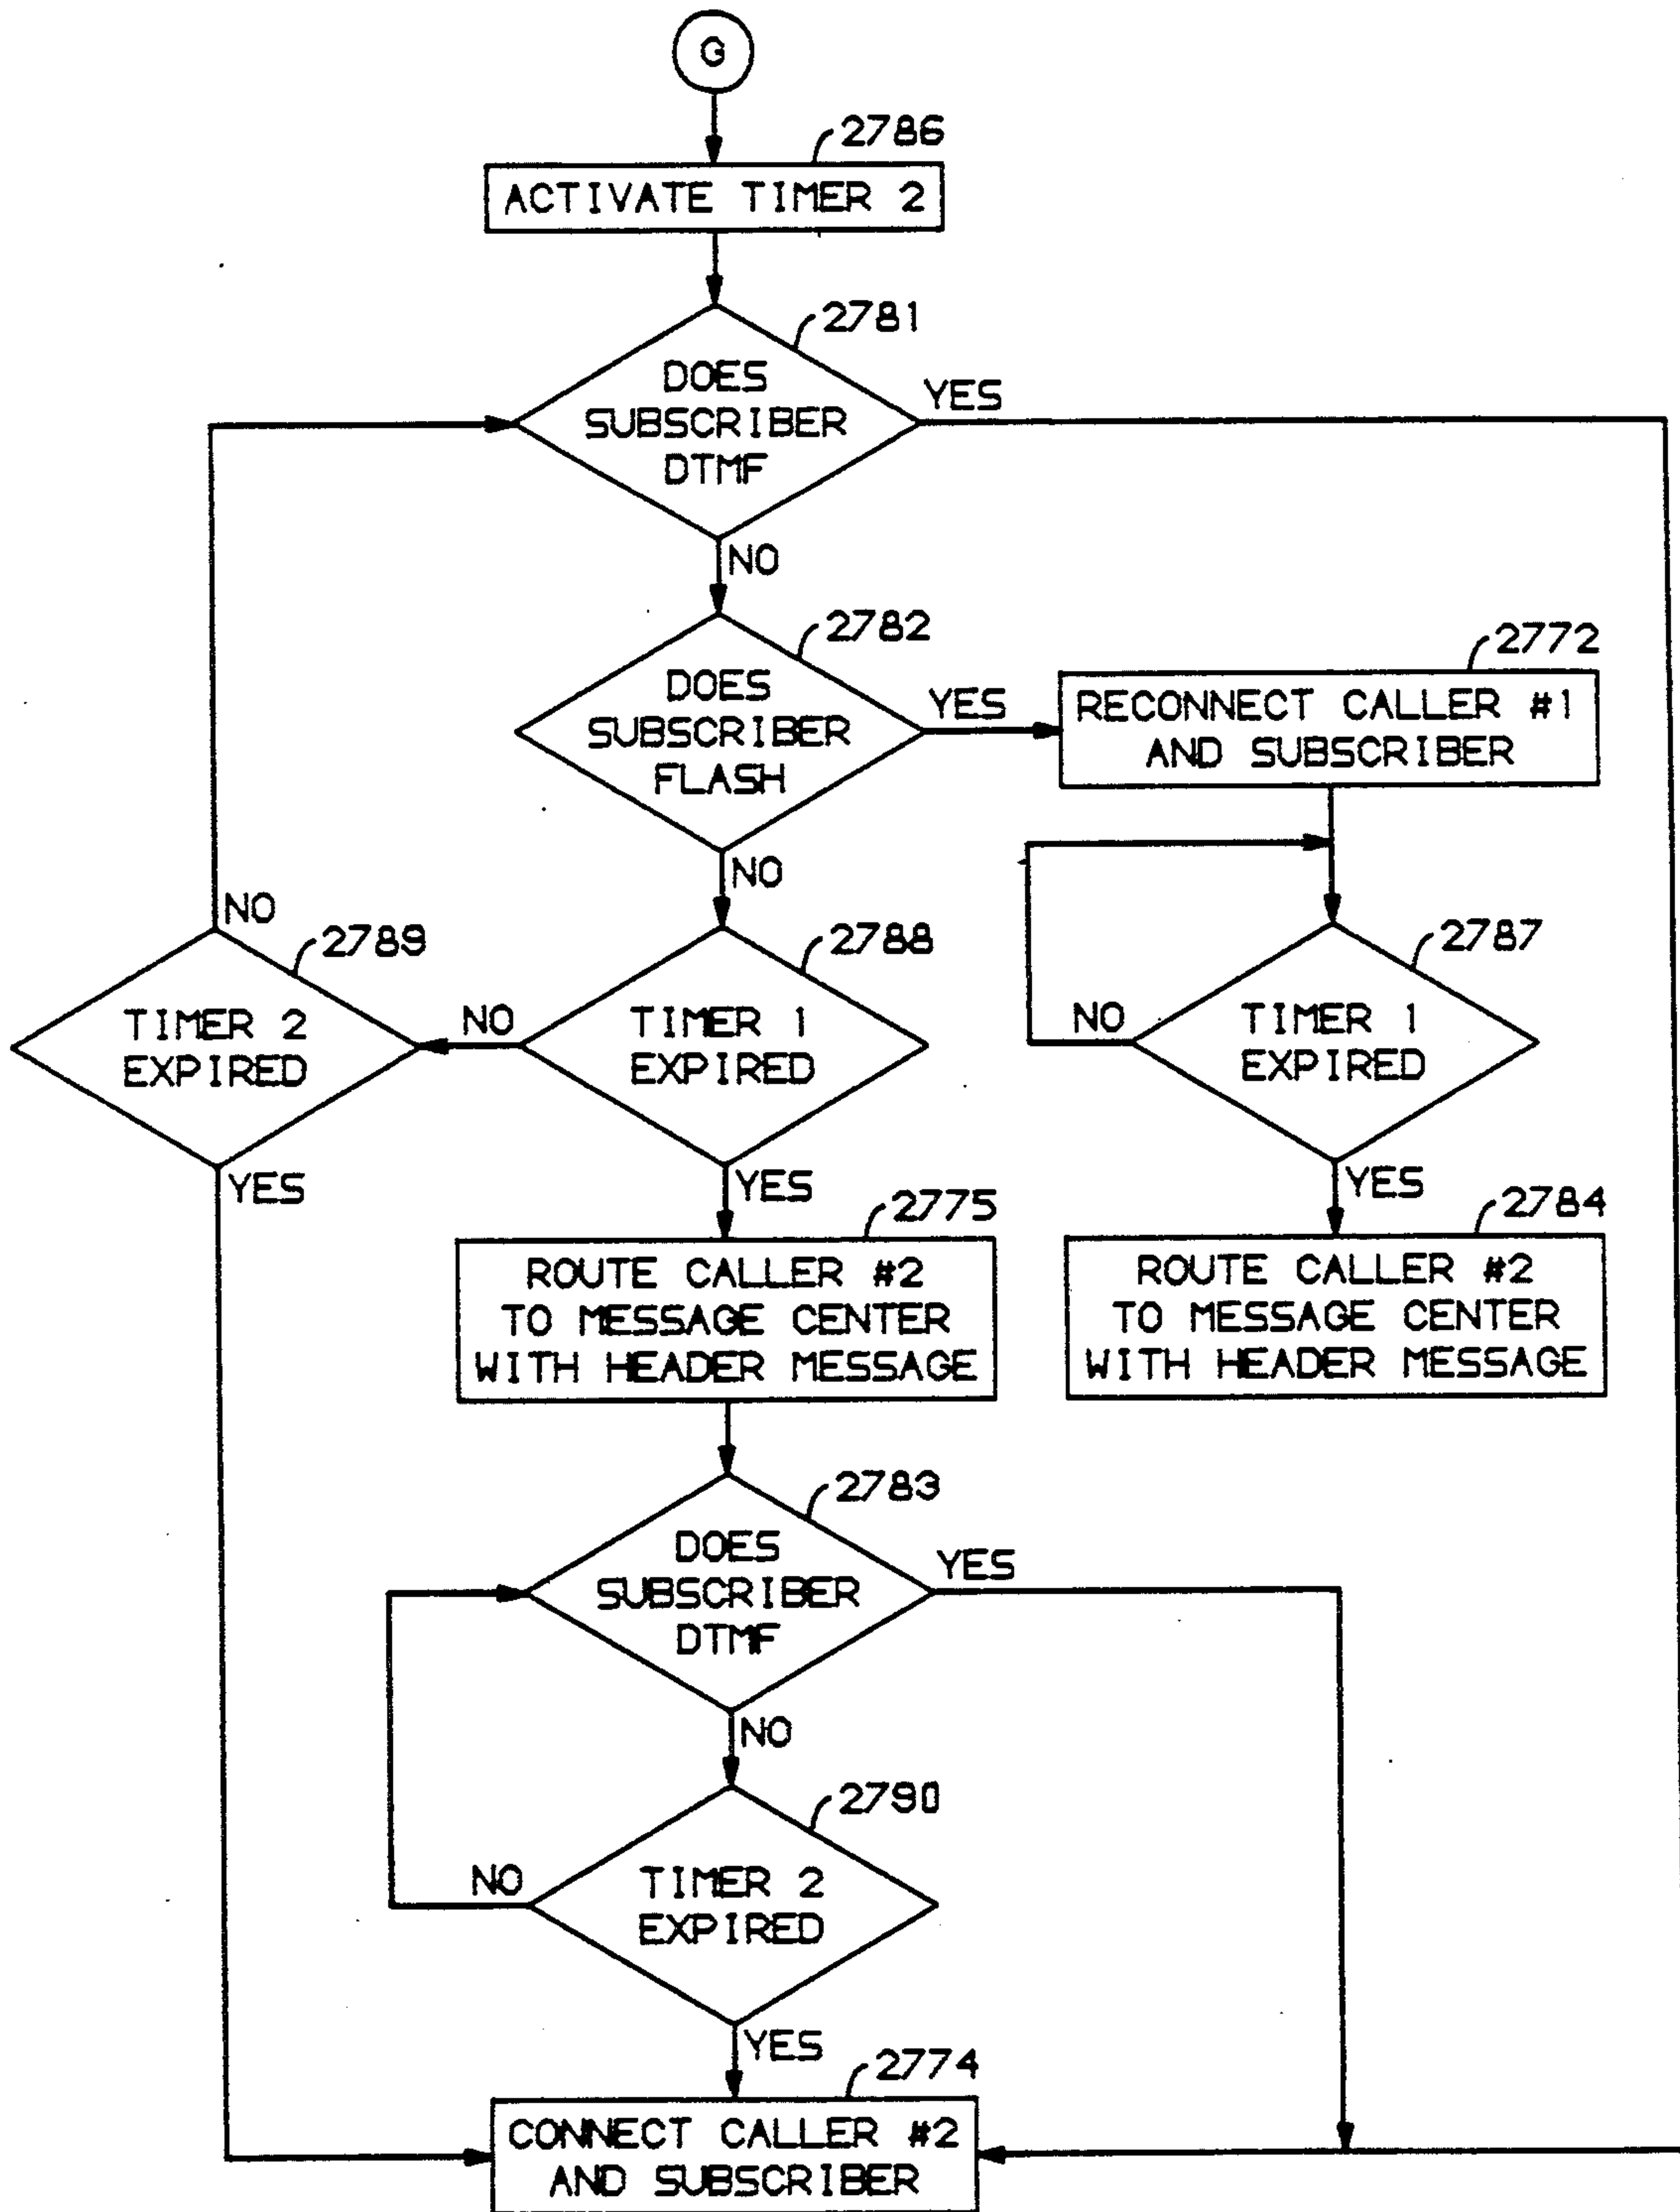 G
2786
ACTIVATE TIMER 2
2781
DOES
SUBSCRIBER
DTMF
YES
NO
2782
DOES
SUBSCRIBER
FLASH
YES
2772
RECONNECT CALLER #1
AND SUBSCRIBER
NO
NO
2789
TIMER 2
EXPIRED
NO
2788
TIMER 1
EXPIRED
2787
NO
TIMER 1
EXPIRED
YES
YES
YES
2775
ROUTE CALLER #2
TO MESSAGE CENTER
WITH HEADER MESSAGE
2784
ROUTE CALLER #2
TO MESSAGE CENTER
WITH HEADER MESSAGE
2783
DOES
SUBSCRIBER
DTMF
YES
NO
2790
NO
TIMER 2
EXPIRED
YES
2774
CONNECT CALLER #2
AND SUBSCRIBER